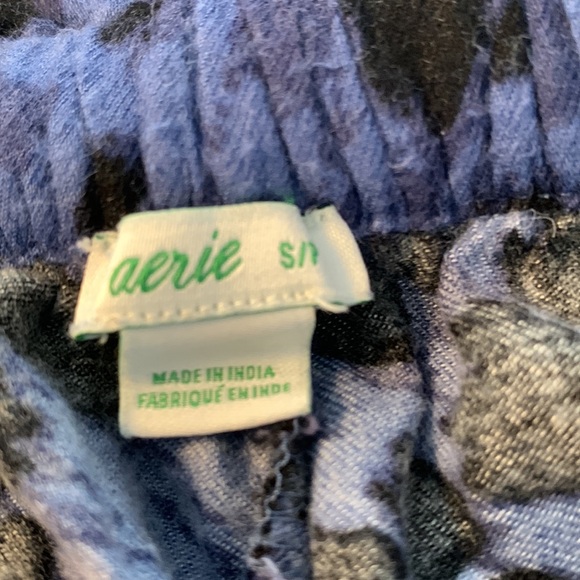 aerie S/P
MADE IN INDIA
FABRIQUÉ EN INDE